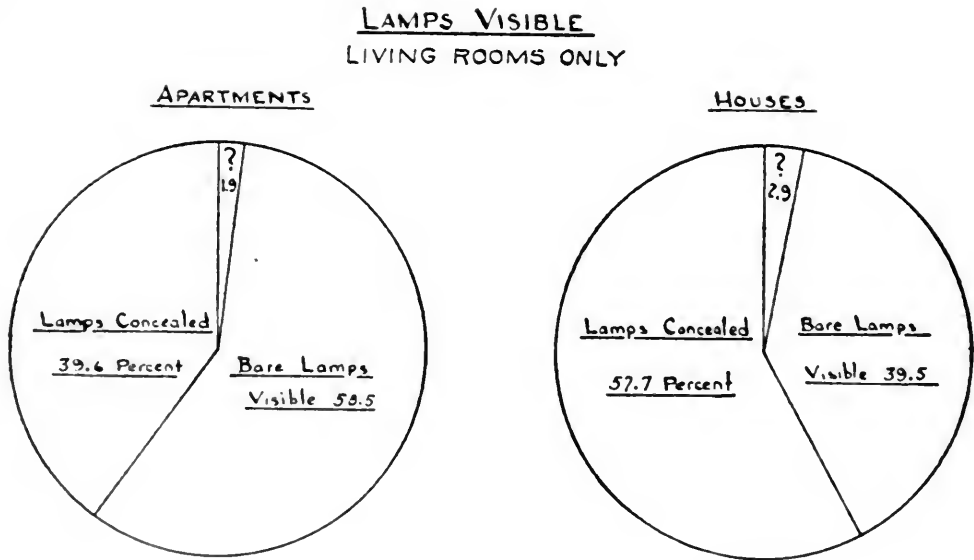 LAMPS VISIBLE
LIVING ROOMS ONLY
APARTMENTS
?
1.9
Lamps Concealed
39.6 Percent
Bare Lamps
Visible 58.5
HOUSES
?
2.9
Lamps Concealed
57.7 Percent
Bare Lamps
Visible 39.5